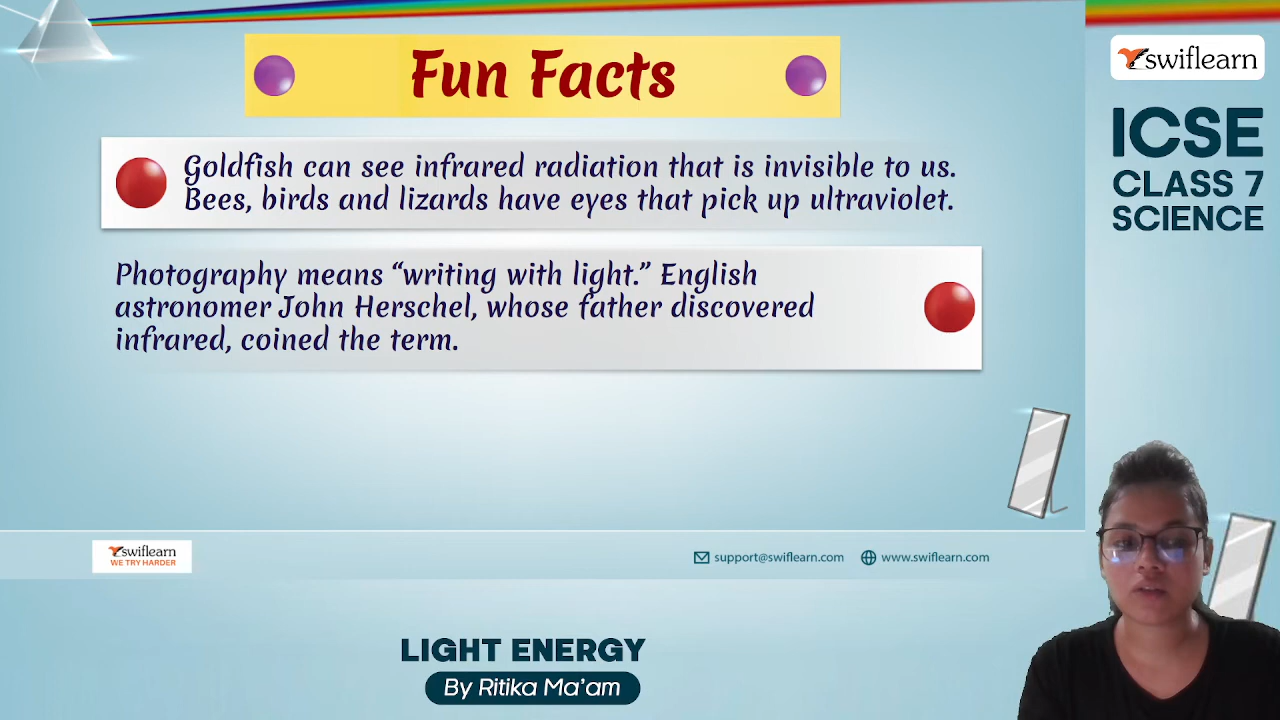 Fun Facts
Goldfish can see infrared radiation that is invisible to us.
Bees, birds and lizards have eyes that pick up ultraviolet.
Photography means “writing with light.” English
astronomer John Herschel, whose father discovered
infrared, coined the term.
swiflearn
WE TRY HARDER
support@swiflearn.com
www.swiflearn.com
LIGHT ENERGY
By Ritika Ma’am
swiflearn
ICSE
CLASS 7
SCIENCE